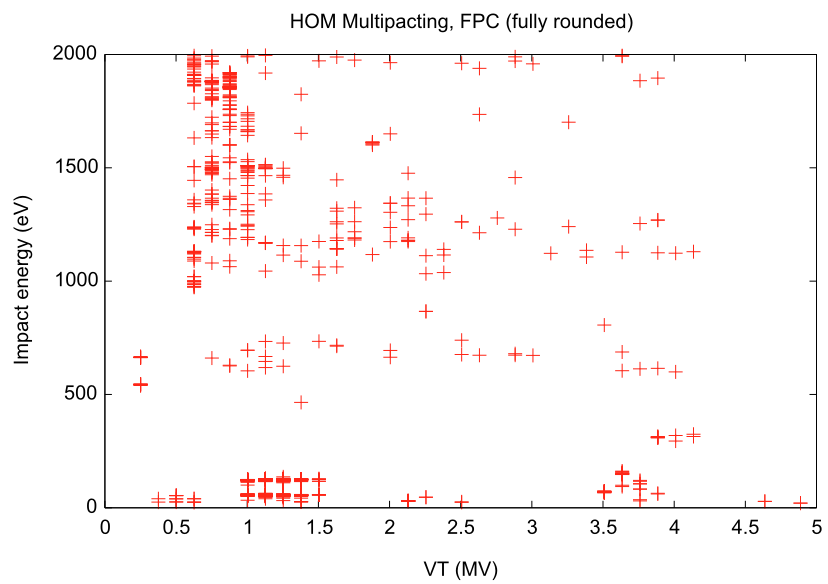 HOM Multipacting, FPC (fully rounded)
2000
1500
1000
500
0
Impact energy (eV)
0 0.5 1 1.5 2 2.5 3 3.5 4 4.5 5
VT (MV)